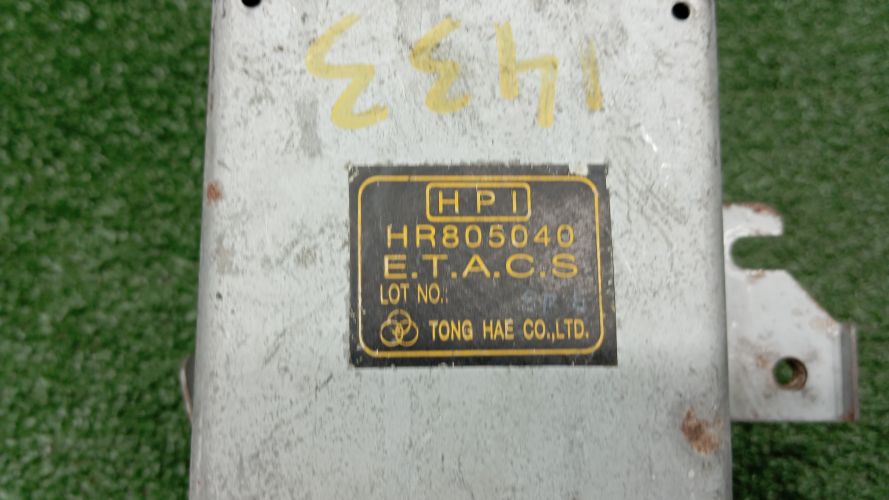 1433
HPI
HR805040
E.T.A.C.S
LOT NO.:
TONG HAE CO.,LTD.